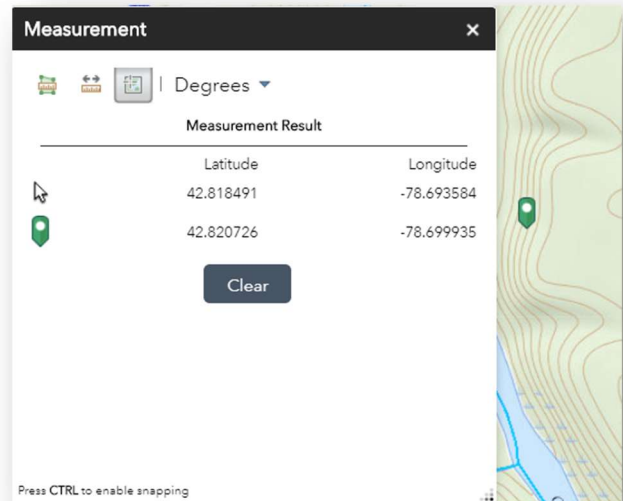 Measurement
Degrees
Measurement Result
Latitude Longitude
42.818491 -78.693584
42.820726 -78.699935
Clear
Press CTRL to enable snapping